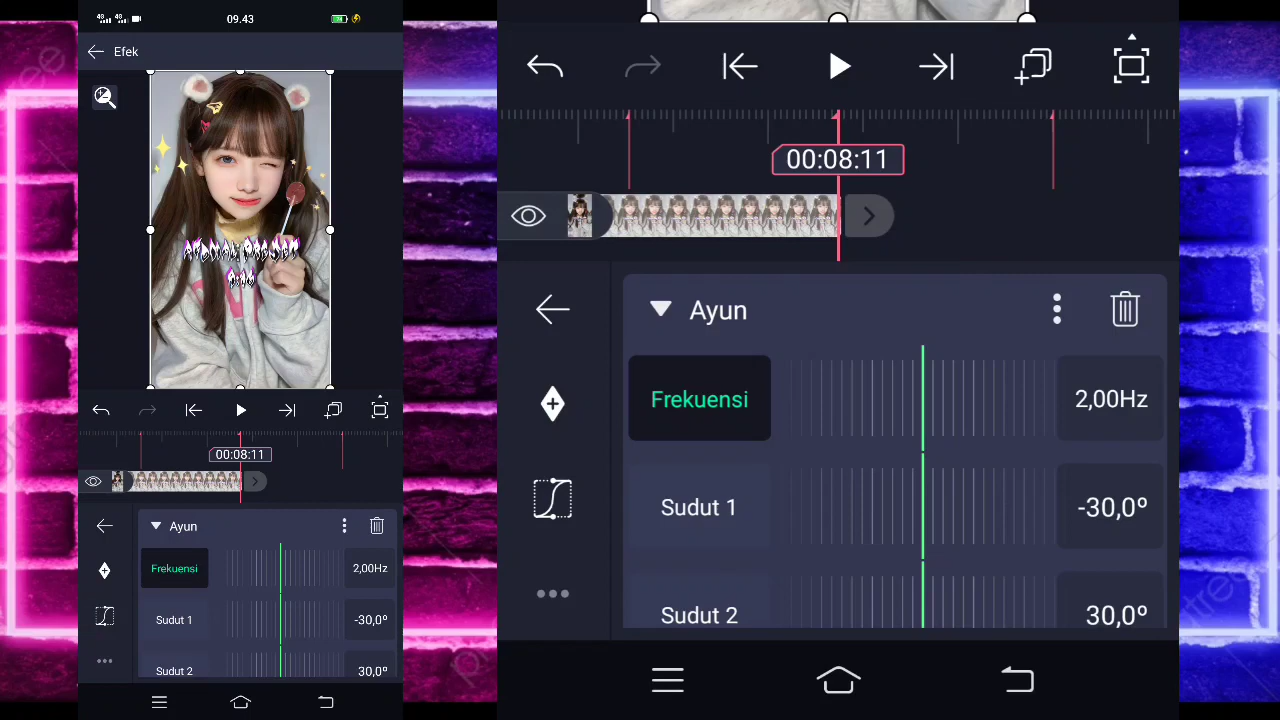 09.43
Efek
00:08:11
Ayun
Frekuensi
2,00Hz
Sudut 1
-30,0º
Sudut 2
30,0º
00:08:11
Ayun
Frekuensi
2,00Hz
Sudut 1
-30,0º
Sudut 2
30,0º